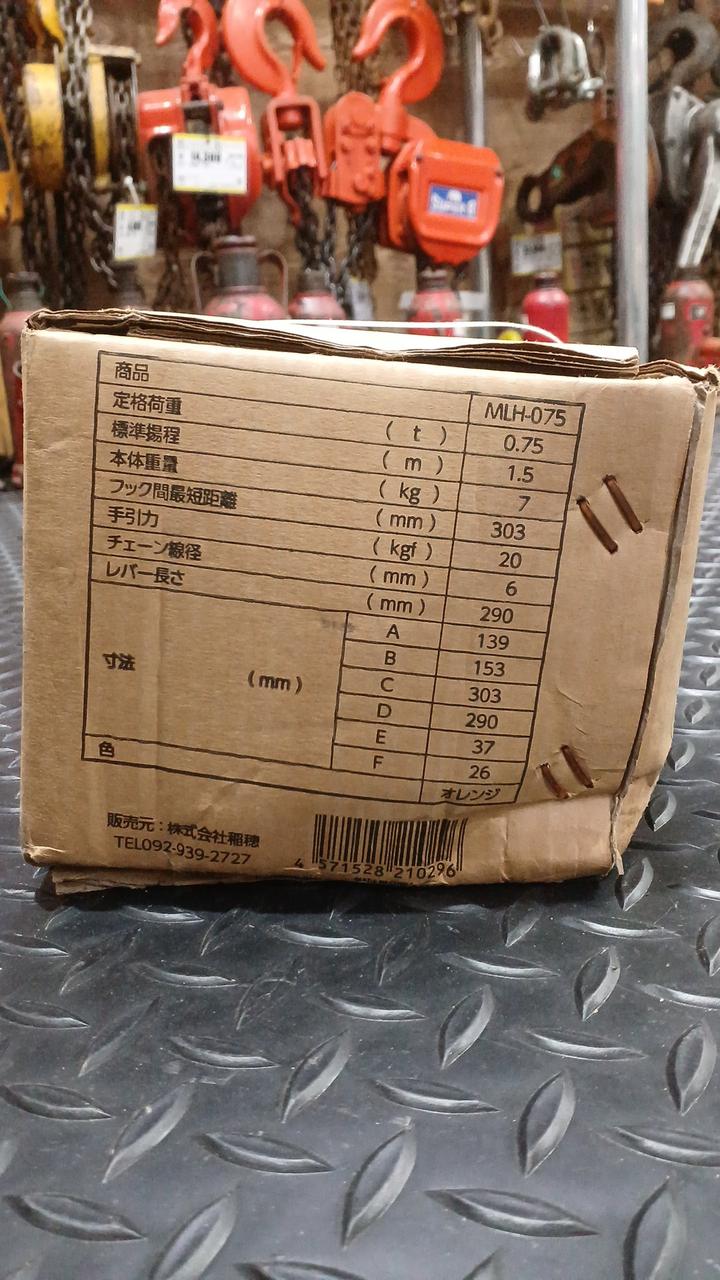 商品 MLH-075
定格荷重 ( t ) 0.75
標準揚程 ( m ) 1.5
本体重量 ( kg ) 7
フック間最短距離 ( mm ) 303
手引力 ( kgf ) 20
チェーン線径 ( mm ) 6
レバー長さ ( mm ) 290
寸法 ( mm )
A 139
B 153
C 303
D 290
E 37
F 26
色 オレンジ
販売元：株式会社稲穂
TEL092-939-2727
4 571528 210296